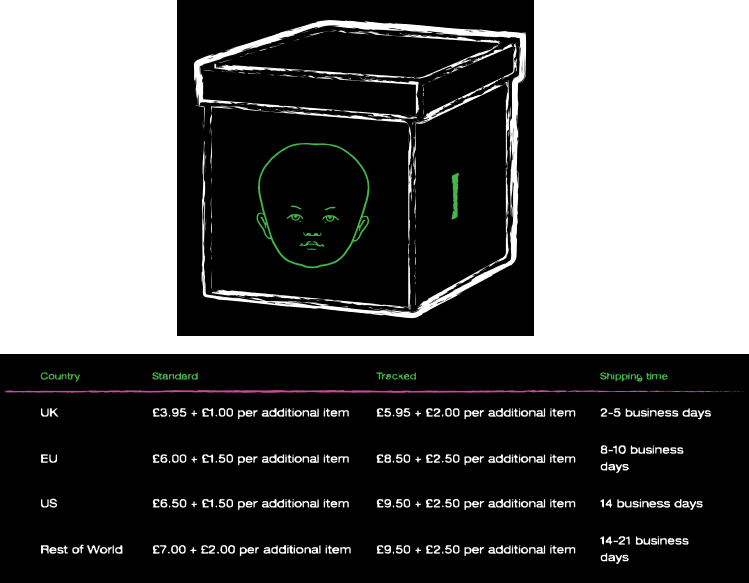 Country Standard Tracked Shipping time
UK £3.95 + £1.00 per additional item £5.95 + £2.00 per additional item 2-5 business days
EU £6.00 + £1.50 per additional item £8.50 + £2.50 per additional item 8-10 business
days
US £6.50 + £1.50 per additional item £9.50 + £2.50 per additional item 14 business days
Rest of World £7.00 + £2.00 per additional item £9.50 + £2.50 per additional item 14-21 business
days